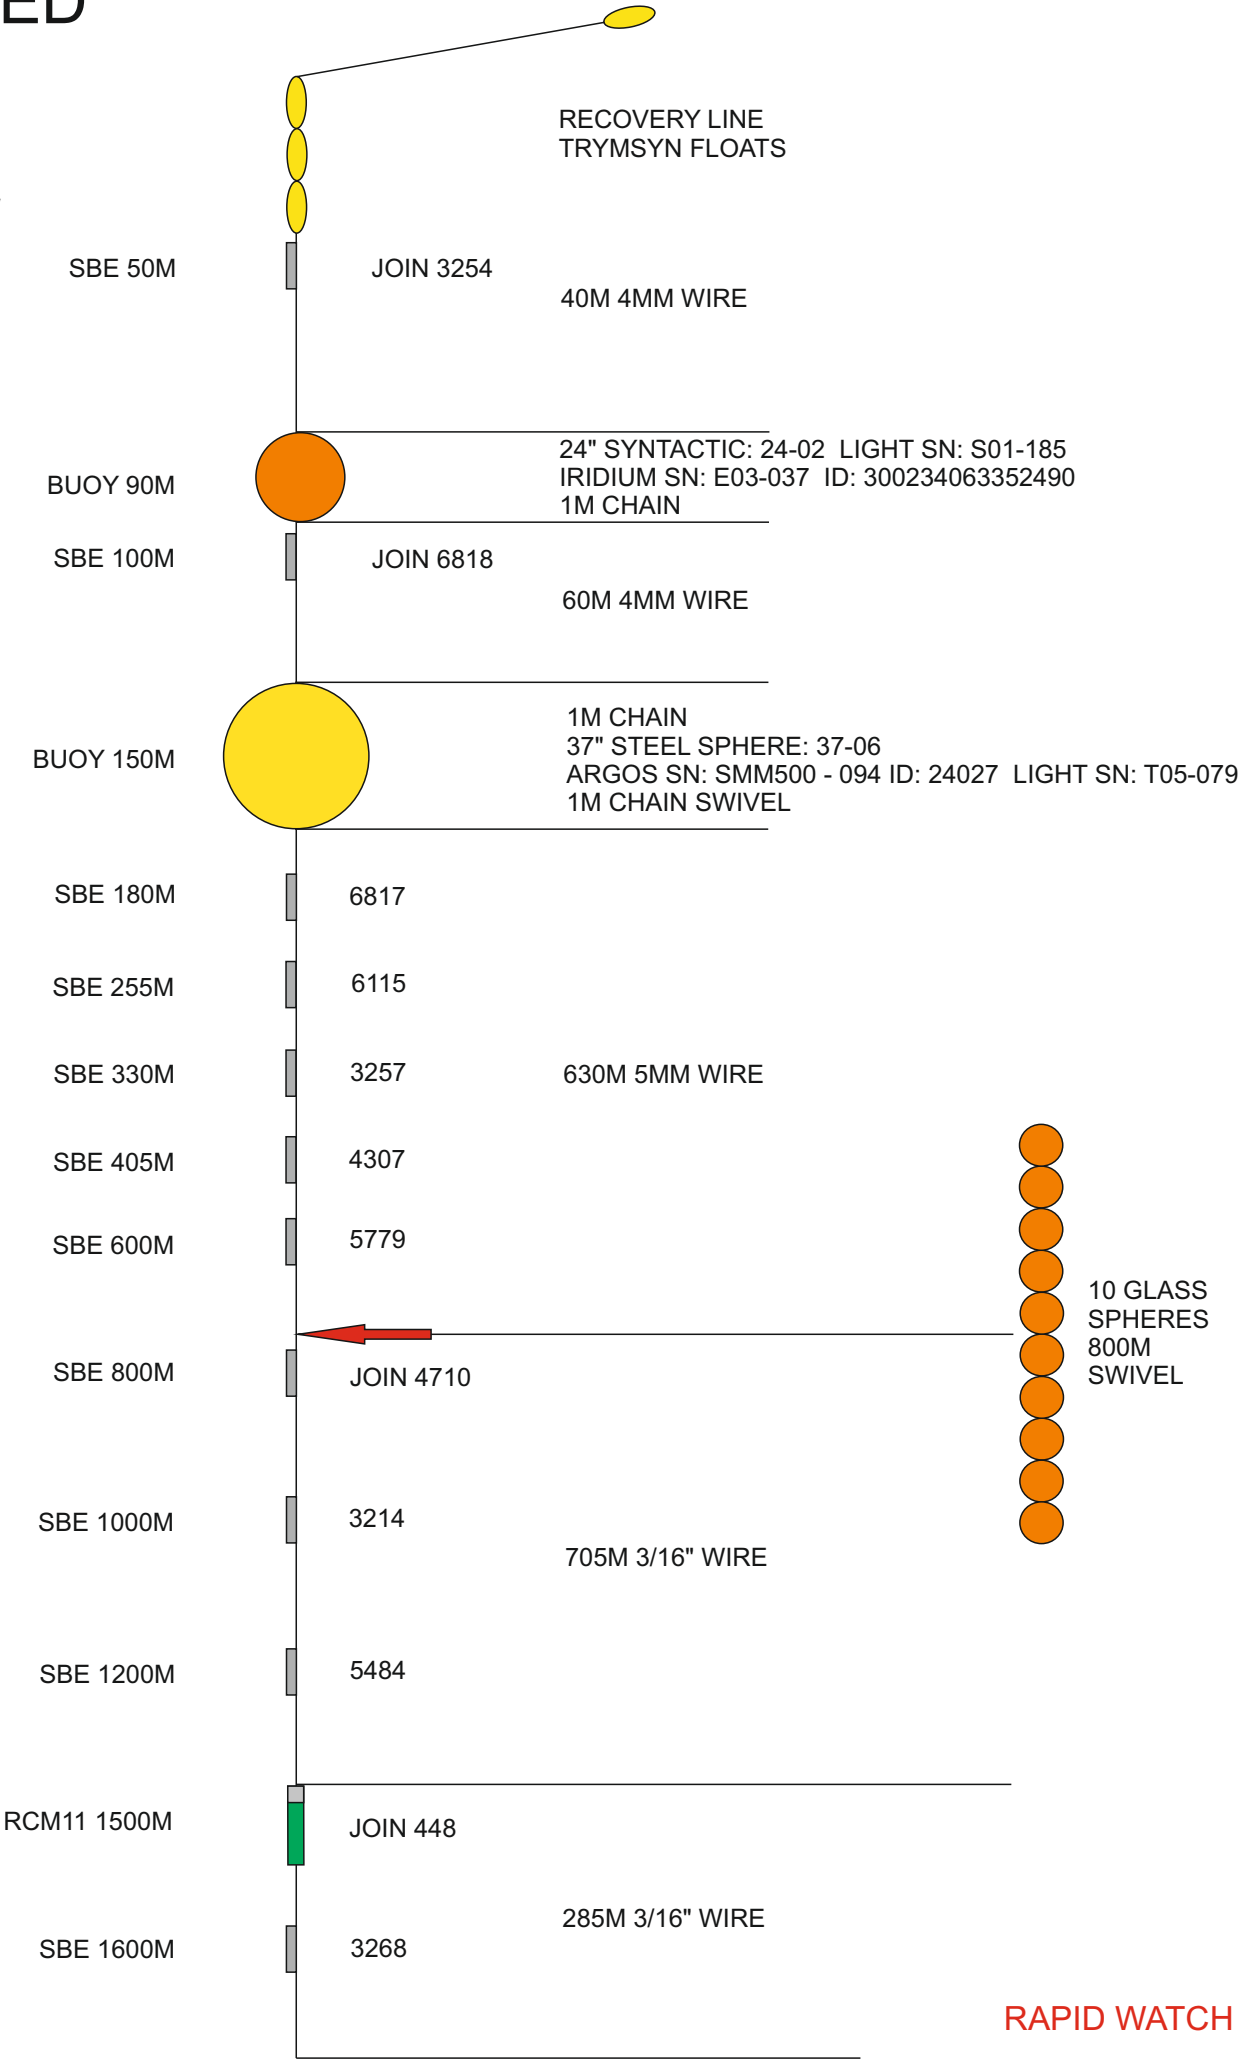 ED
RECOVERY LINE
TRYMSYN FLOATS
SBE 50M
JOIN 3254
40M 4MM WIRE
BUOY 90M
24" SYNTACTIC: 24-02 LIGHT SN: S01-185
IRIDIUM SN: E03-037 ID: 300234063352490
1M CHAIN
SBE 100M
JOIN 6818
60M 4MM WIRE
BUOY 150M
1M CHAIN
37" STEEL SPHERE: 37-06
ARGOS SN: SMM500 - 094 ID: 24027 LIGHT SN: T05-079
1M CHAIN SWIVEL
SBE 180M
6817
SBE 255M
6115
SBE 330M
3257
630M 5MM WIRE
SBE 405M
4307
SBE 600M
5779
10 GLASS
SPHERES
800M
SWIVEL
SBE 800M
JOIN 4710
SBE 1000M
3214
705M 3/16" WIRE
SBE 1200M
5484
RCM11 1500M
JOIN 448
285M 3/16" WIRE
SBE 1600M
3268
RAPID WATCH